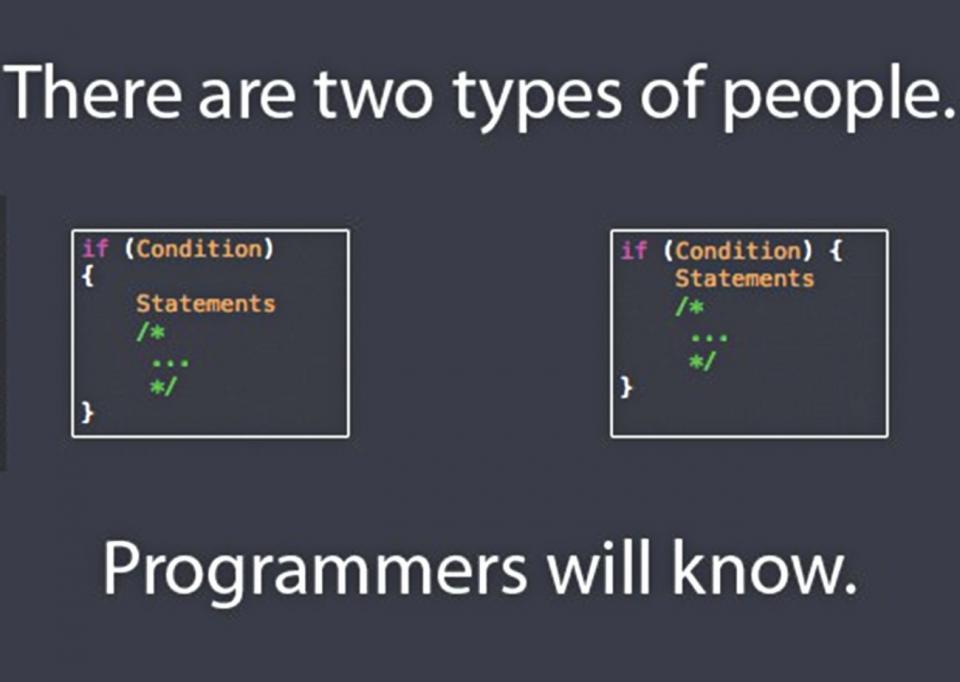 There are two types of people.
if (Condition)
{
    Statements
    /*
     ...
     */
}
if (Condition) {
    Statements
    /*
     ...
     */
}
Programmers will know.